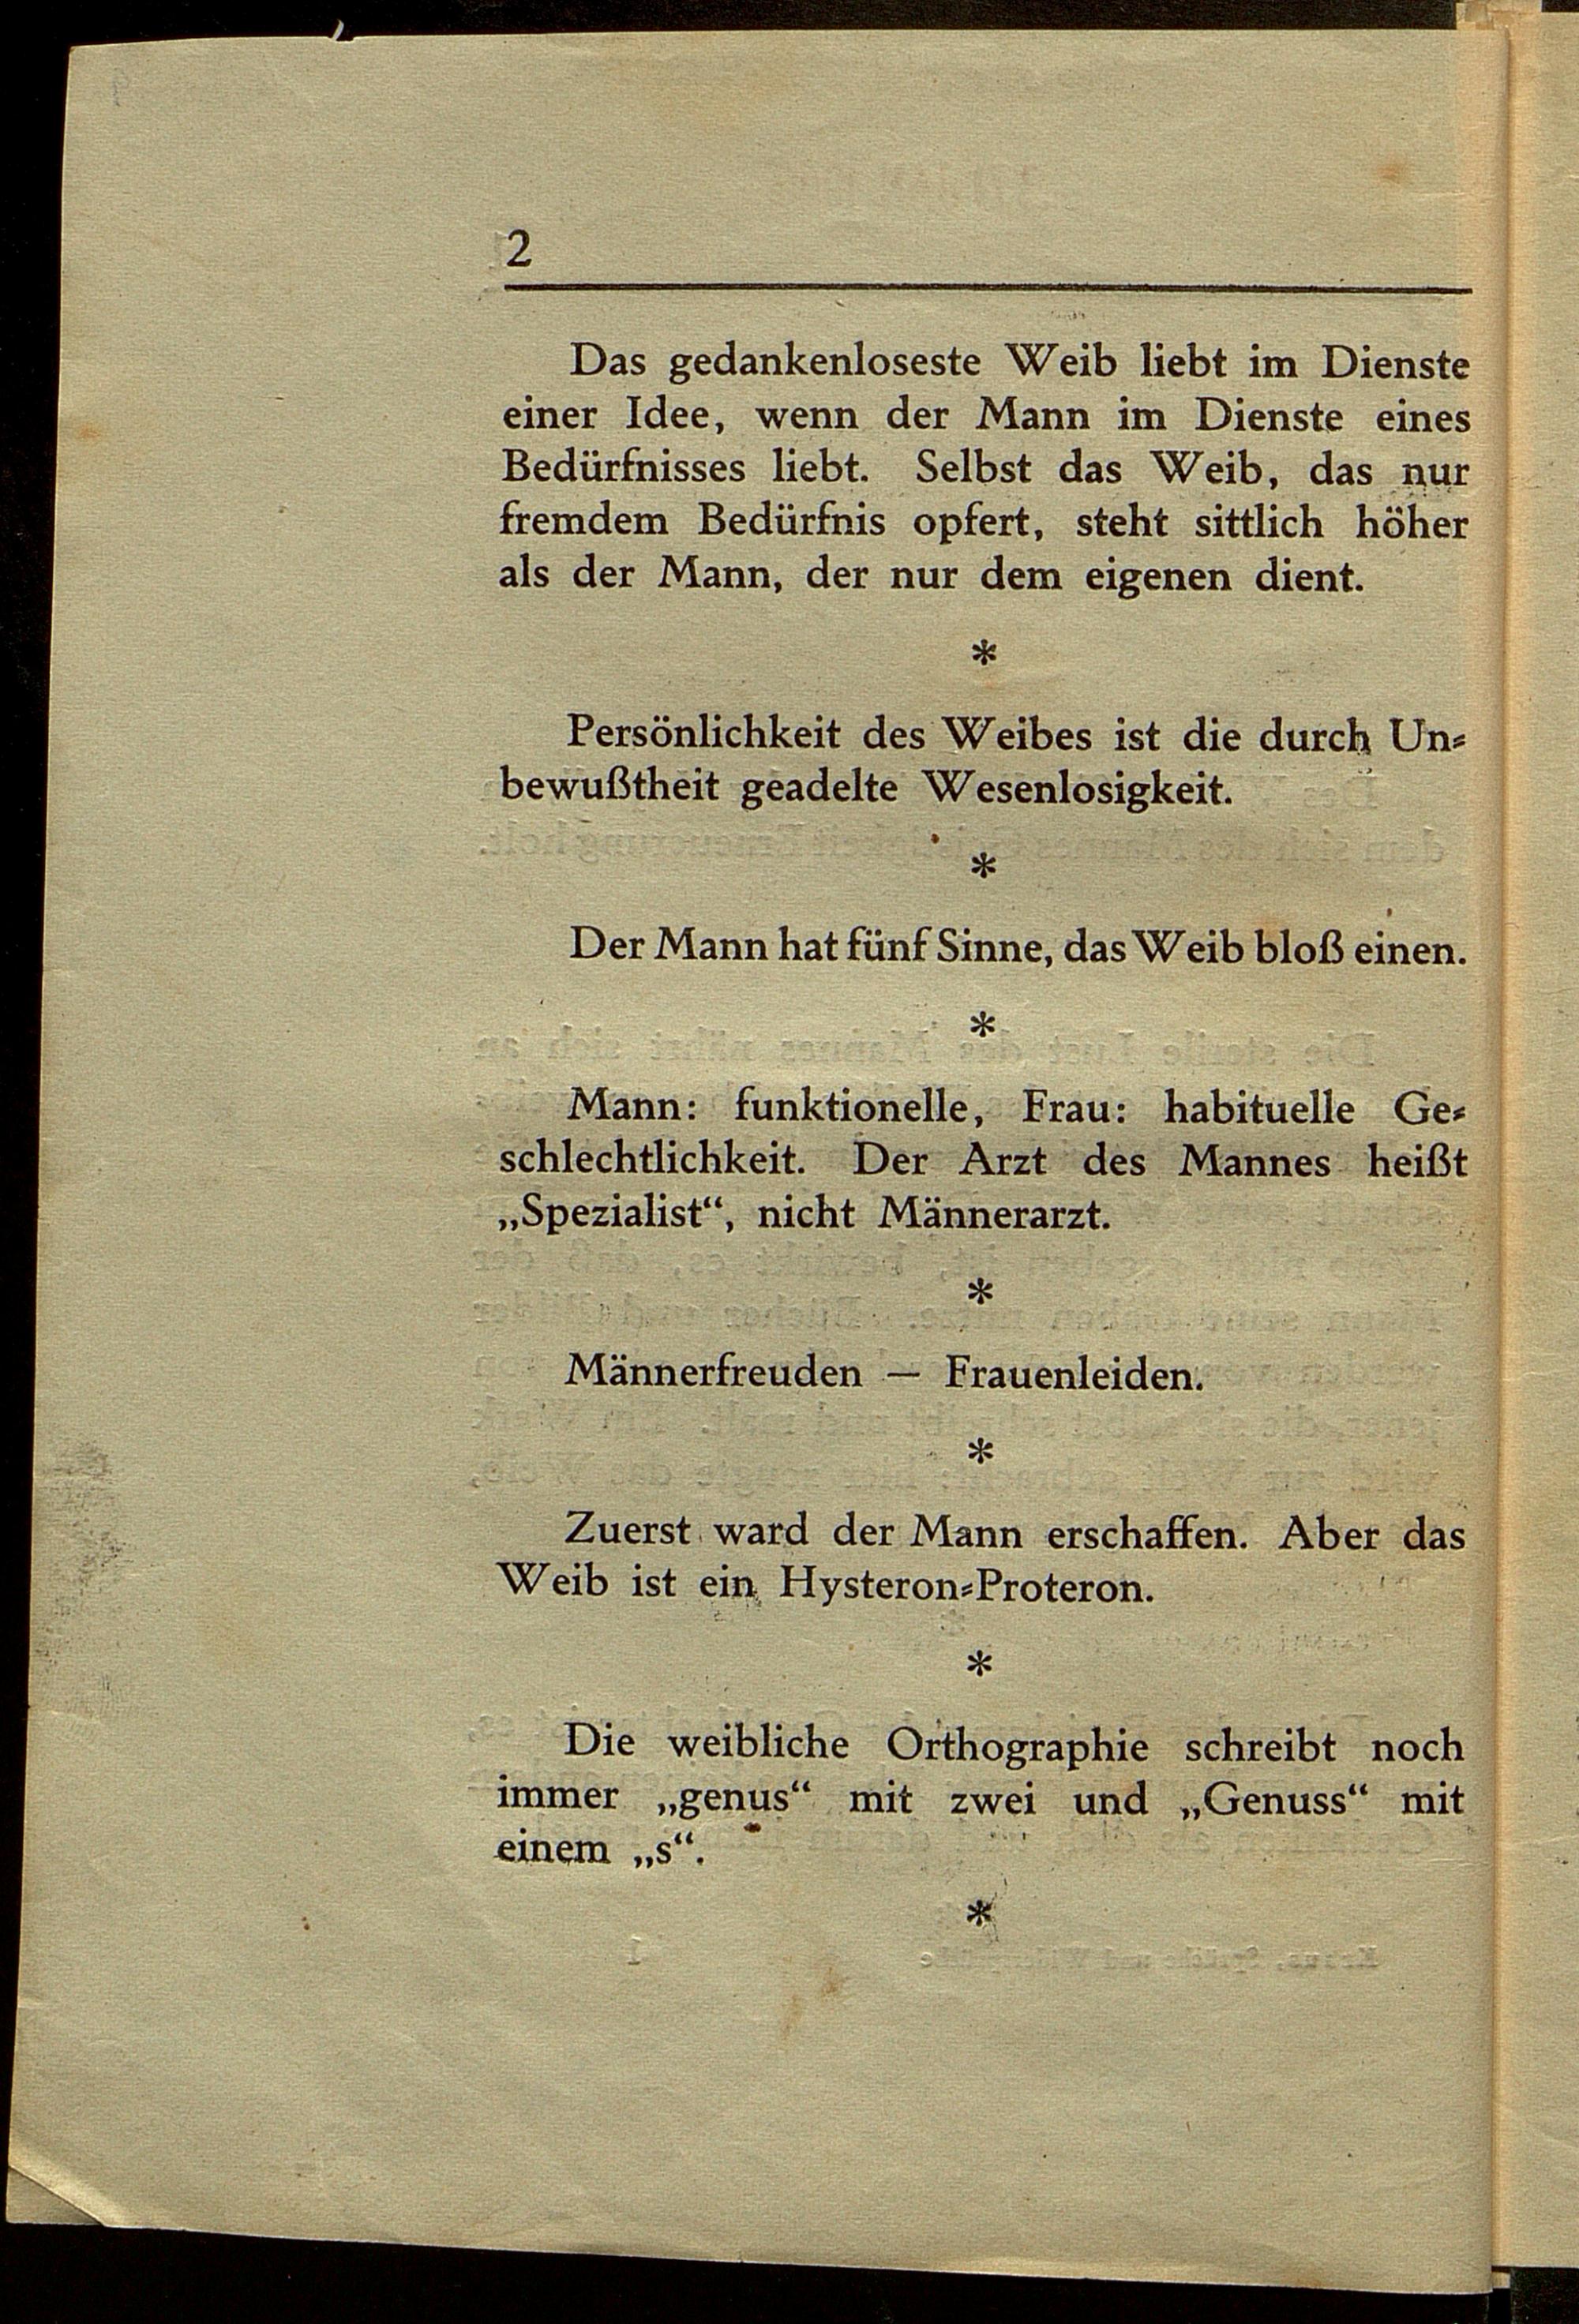 2
Das gedankenloseste Weib liebt im Dienste
einer Idee, wenn der Mann im Dienste eines
Bedürfnisses liebt. Selbst das Weib, das nur
fremdem Bedürfnis opfert, steht sittlich höher
als der Mann, der nur dem eigenen dient.
*
Persönlichkeit des Weibes ist die durch Un⸗
bewußtheit geadelte Wesenlosigkeit.
*
Der Mann hat fünf Sinne, das Weib bloß einen.
*
Mann: funktionelle, Frau: habituelle Ge⸗
schlechtlichkeit. Der Arzt des Mannes heißt
„Spezialist“, nicht Männerarzt.
*
Männerfreuden — Frauenleiden.
*
Zuerst ward der Mann erschaffen. Aber das
Weib ist ein Hysteron⸗Proteron.
*
Die weibliche Orthographie schreibt noch
immer „genus“ mit zwei und „Genuss“ mit
einem „s“.
*